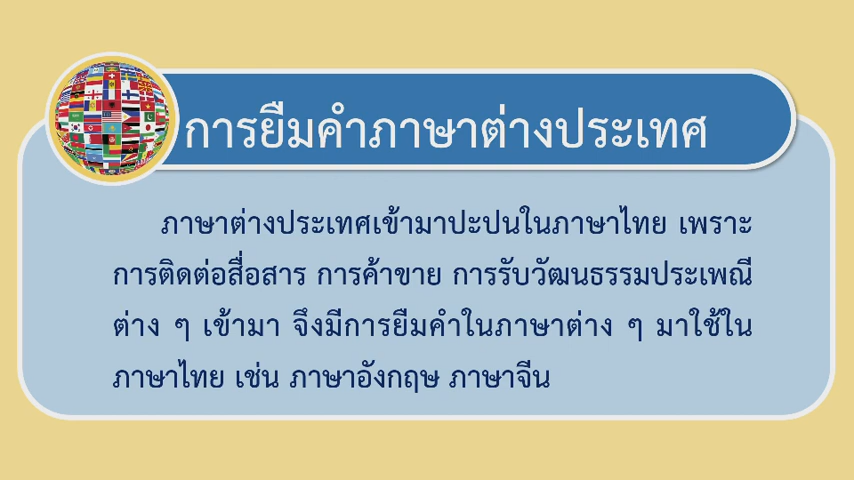 การยืมคำภาษาต่างประเทศ
ภาษาต่างประเทศเข้ามาปะปนในภาษาไทย เพราะ
การติดต่อสื่อสาร การค้าขาย การรับวัฒนธรรมประเพณี
ต่าง ๆ เข้ามา จึงมีการยืมคำในภาษาต่าง ๆ มาใช้ใน
ภาษาไทย เช่น ภาษาอังกฤษ ภาษาจีน